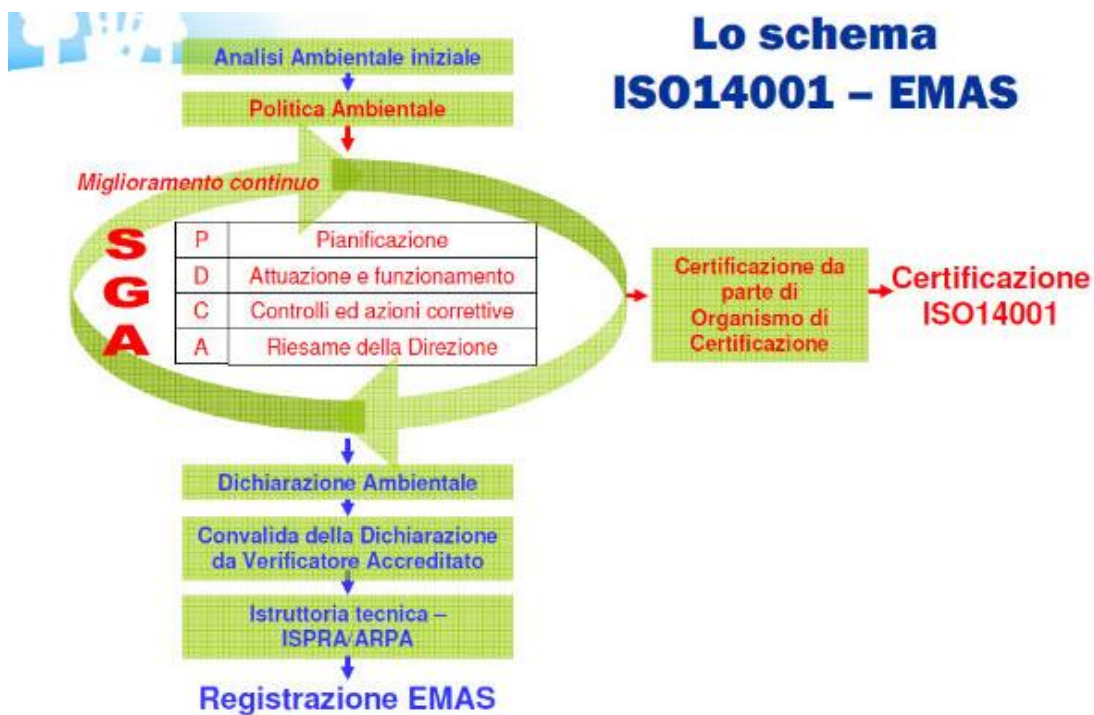 Lo schema
ISO14001 – EMAS
Analisi Ambientale iniziale
Politica Ambientale
Miglioramento continuo
S
G
A
P Pianificazione
D Attuazione e funzionamento
C Controlli ed azioni correttive
A Riesame della Direzione
Certificazione da
parte di
Organismo di
Certificazione
Certificazione
ISO14001
Dichiarazione Ambientale
Convalida della Dichiarazione
da Verificatore Accreditato
Istruttoria tecnica –
ISPRA/ARPA
Registrazione EMAS